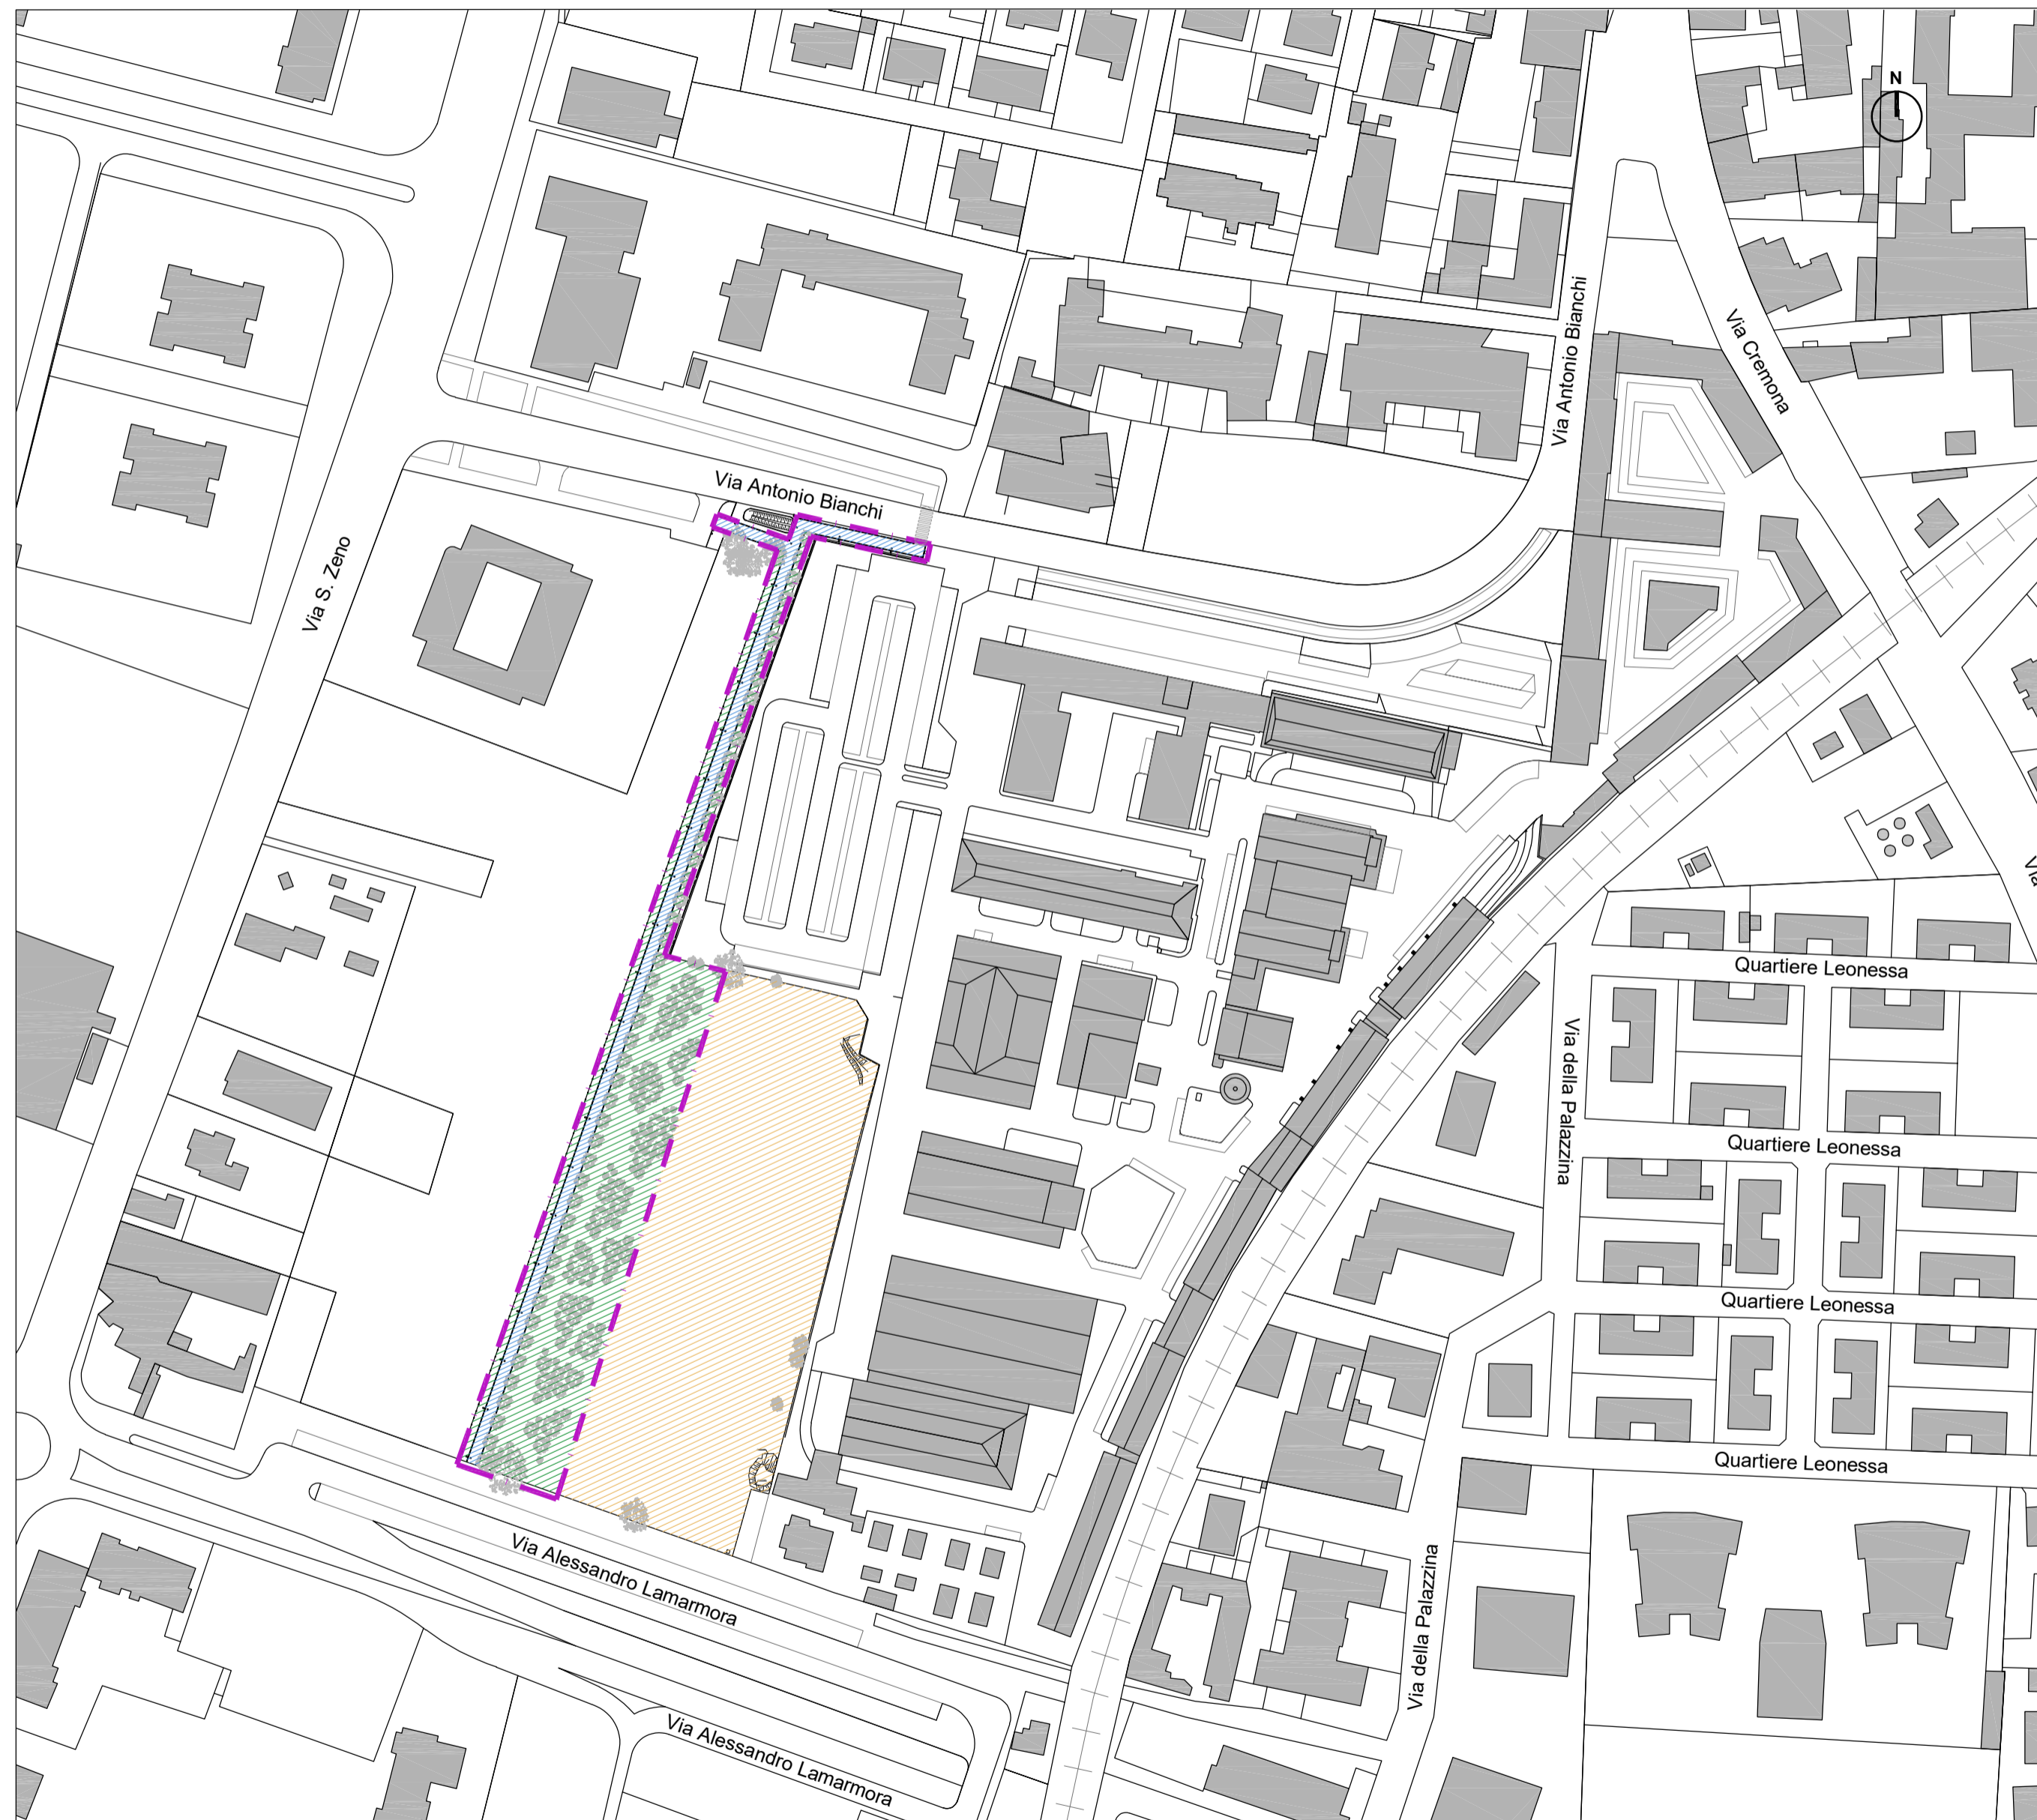 N
Via Antonio Bianchi
Via Cremona
Via Antonio Bianchi
Via S. Zeno
Quartiere Leonessa
Via della Palazzina
Quartiere Leonessa
Quartiere Leonessa
Quartiere Leonessa
Via Alessandro Lamarmora
Via della Palazzina
Via Alessandro Lamarmora